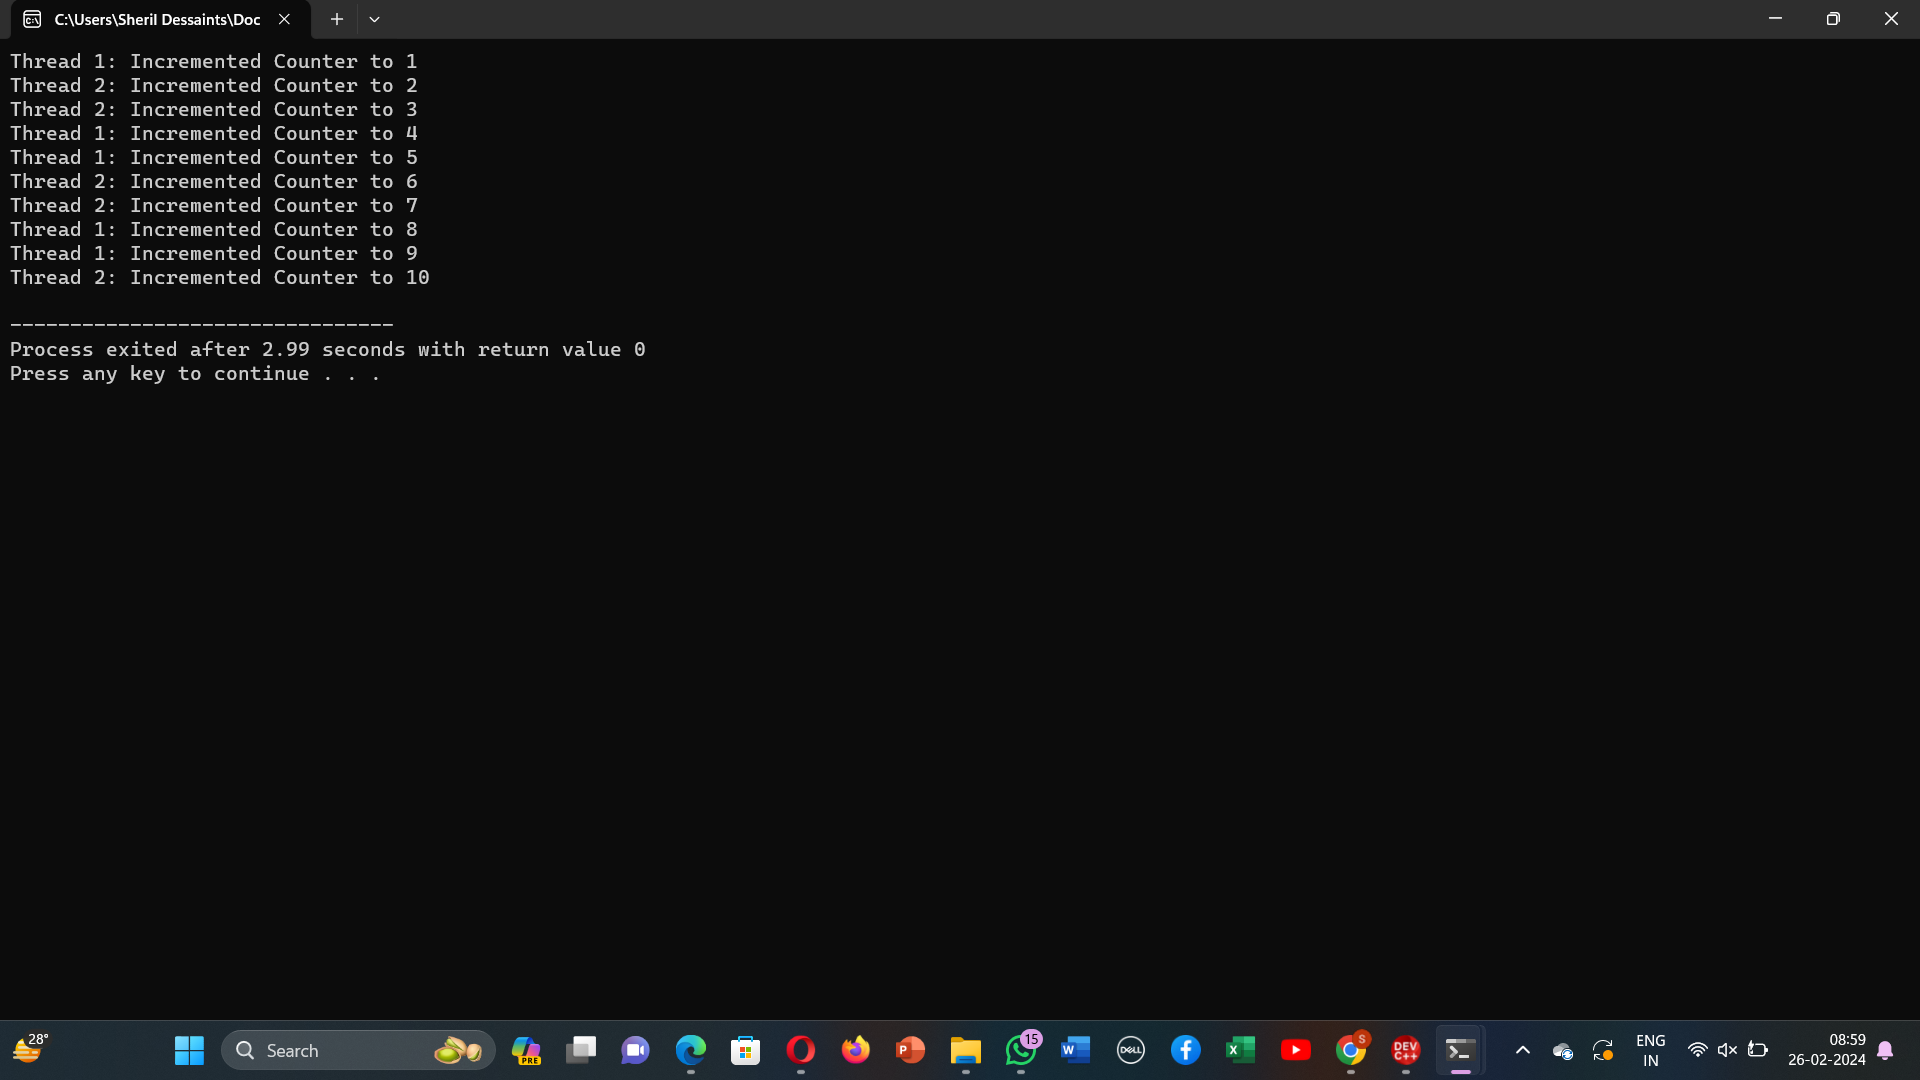 C:\Users\Sheril Dessaints\Doc
Thread 1: Incremented Counter to 1
Thread 2: Incremented Counter to 2
Thread 2: Incremented Counter to 3
Thread 1: Incremented Counter to 4
Thread 1: Incremented Counter to 5
Thread 2: Incremented Counter to 6
Thread 2: Incremented Counter to 7
Thread 1: Incremented Counter to 8
Thread 1: Incremented Counter to 9
Thread 2: Incremented Counter to 10
--------------------------------
Process exited after 2.99 seconds with return value 0
Press any key to continue . . .
28°
Search
PRE
P
15
W
DELL
X
S
DEV
C++
ENG
IN
08:59
26-02-2024